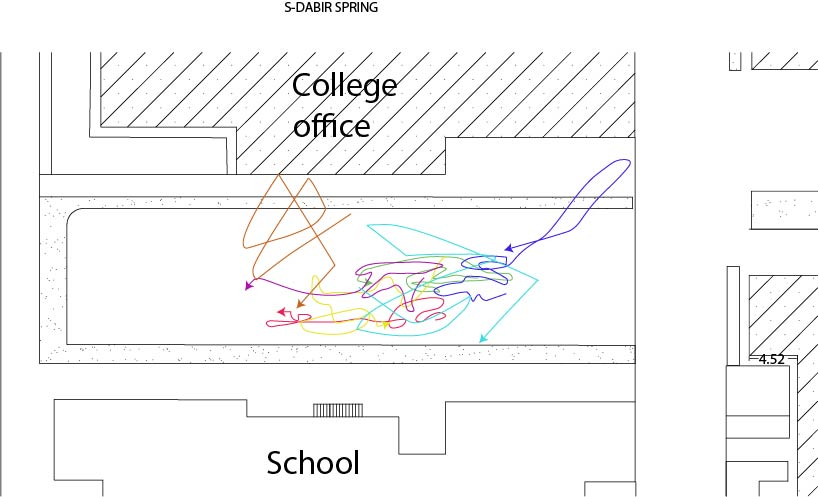 S-DABIR SPRING
College
office
4.52
School